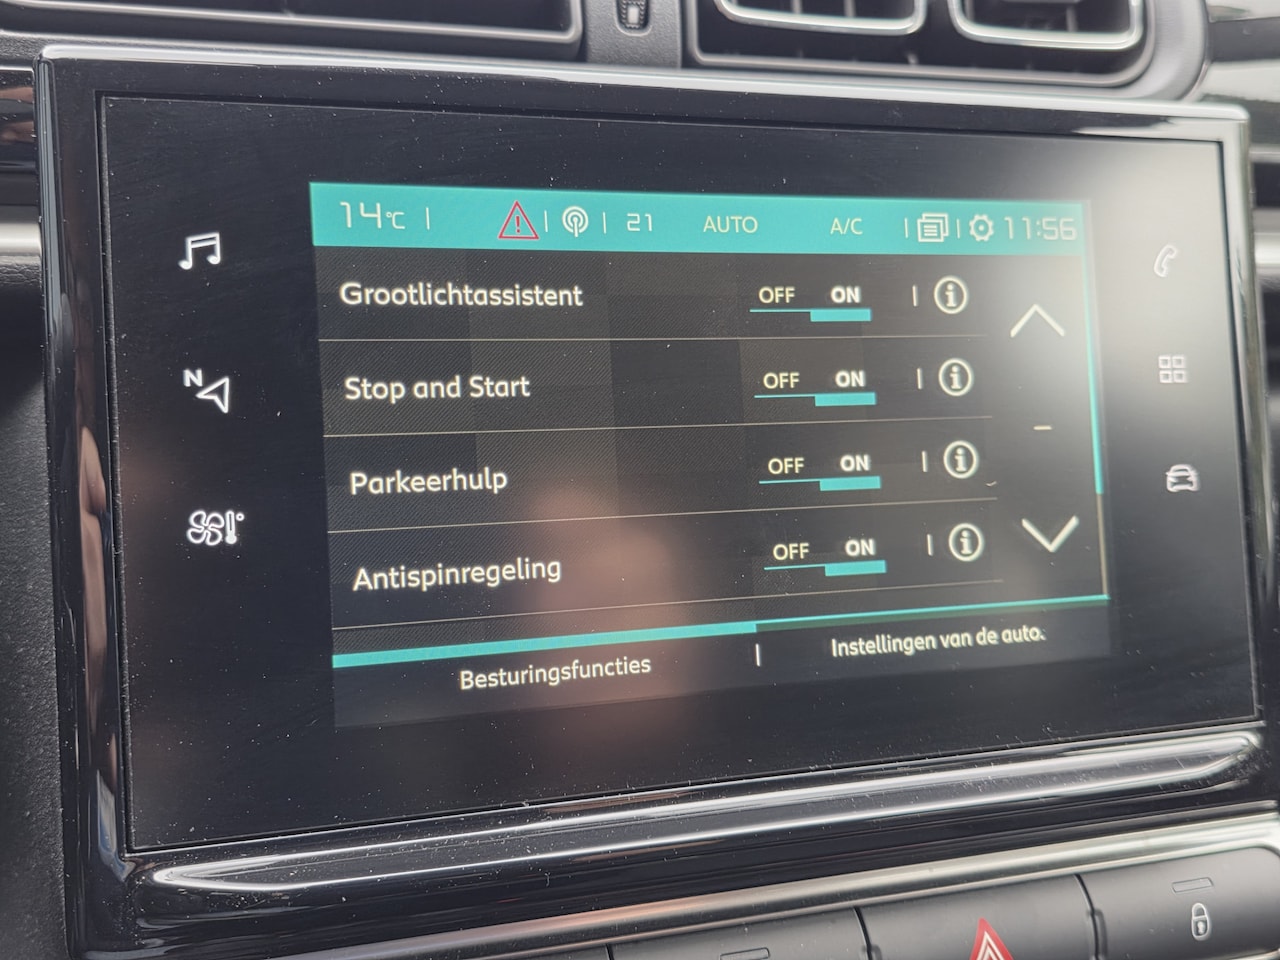 14°C 21 AUTO A/C 11:56
Grootlichtassistent OFF ON
Stop and Start OFF ON
Parkeerhulp OFF ON
Antispinregeling OFF ON
Besturingsfuncties Instellingen van de auto.
N